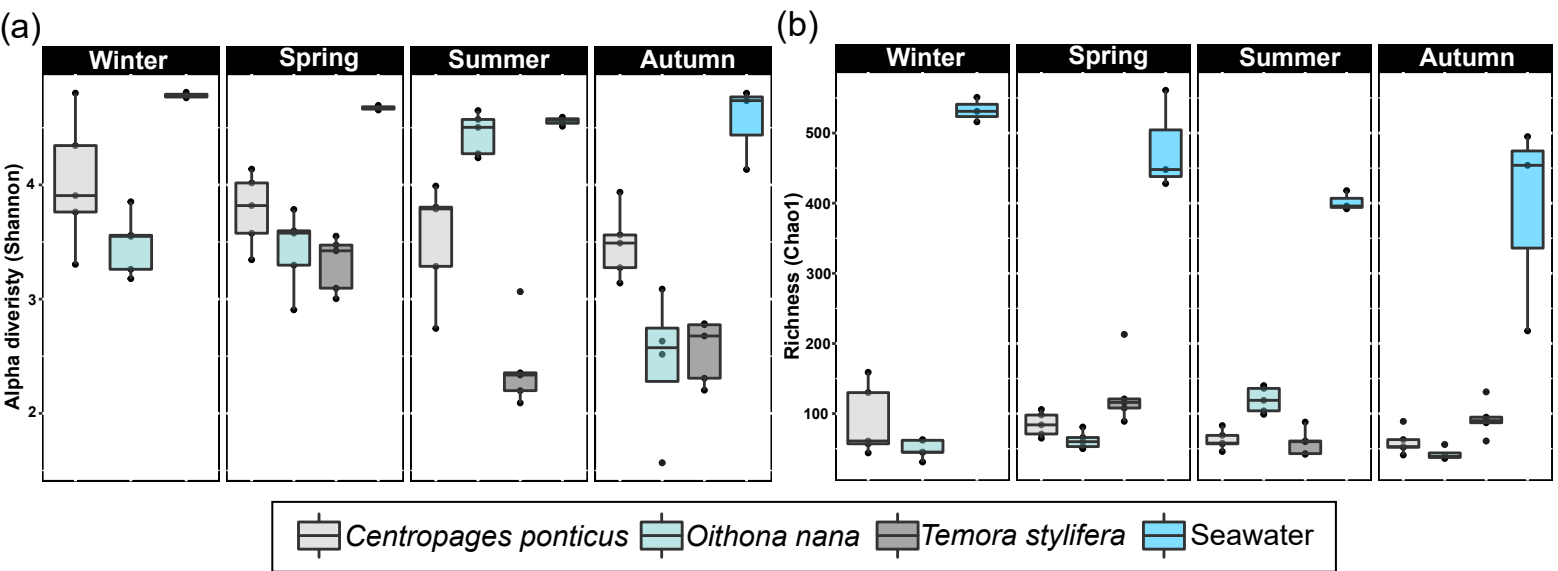 (a)
(b)
Winter
Spring
Summer
Autumn
Winter
Spring
Summer
Autumn
Alpha diveristy (Shannon)
4
3
2
Richness (Chao1)
500
400
300
200
100
Centropages ponticus
Oithona nana
Temora stylifera
Seawater